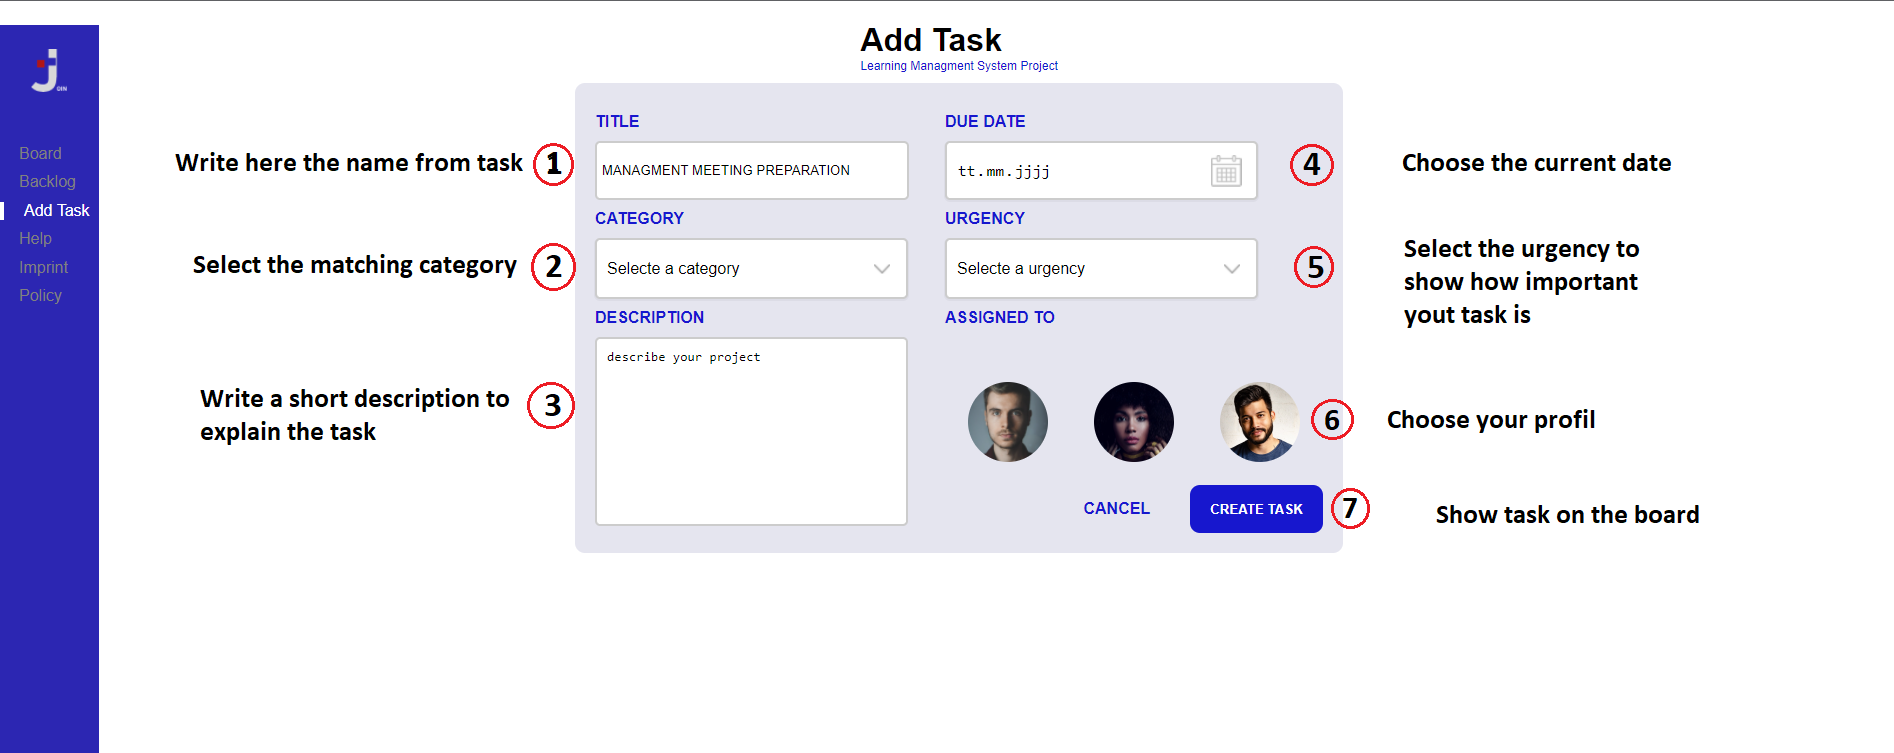 Add Task
Learning Managment System Project
j
OIN
Board
Backlog
Add Task
Help
Imprint
Policy
Write here the name from task
1
TITLE
MANAGMENT MEETING PREPARATION
DUE DATE
tt.mm.jjjj
4
Choose the current date
Select the matching category
2
CATEGORY
Selecte a category
URGENCY
Selecte a urgency
5
Select the urgency to
show how important
yout task is
Write a short description to
explain the task
3
DESCRIPTION
describe your project
ASSIGNED TO
6
Choose your profil
CANCEL
CREATE TASK
7
Show task on the board